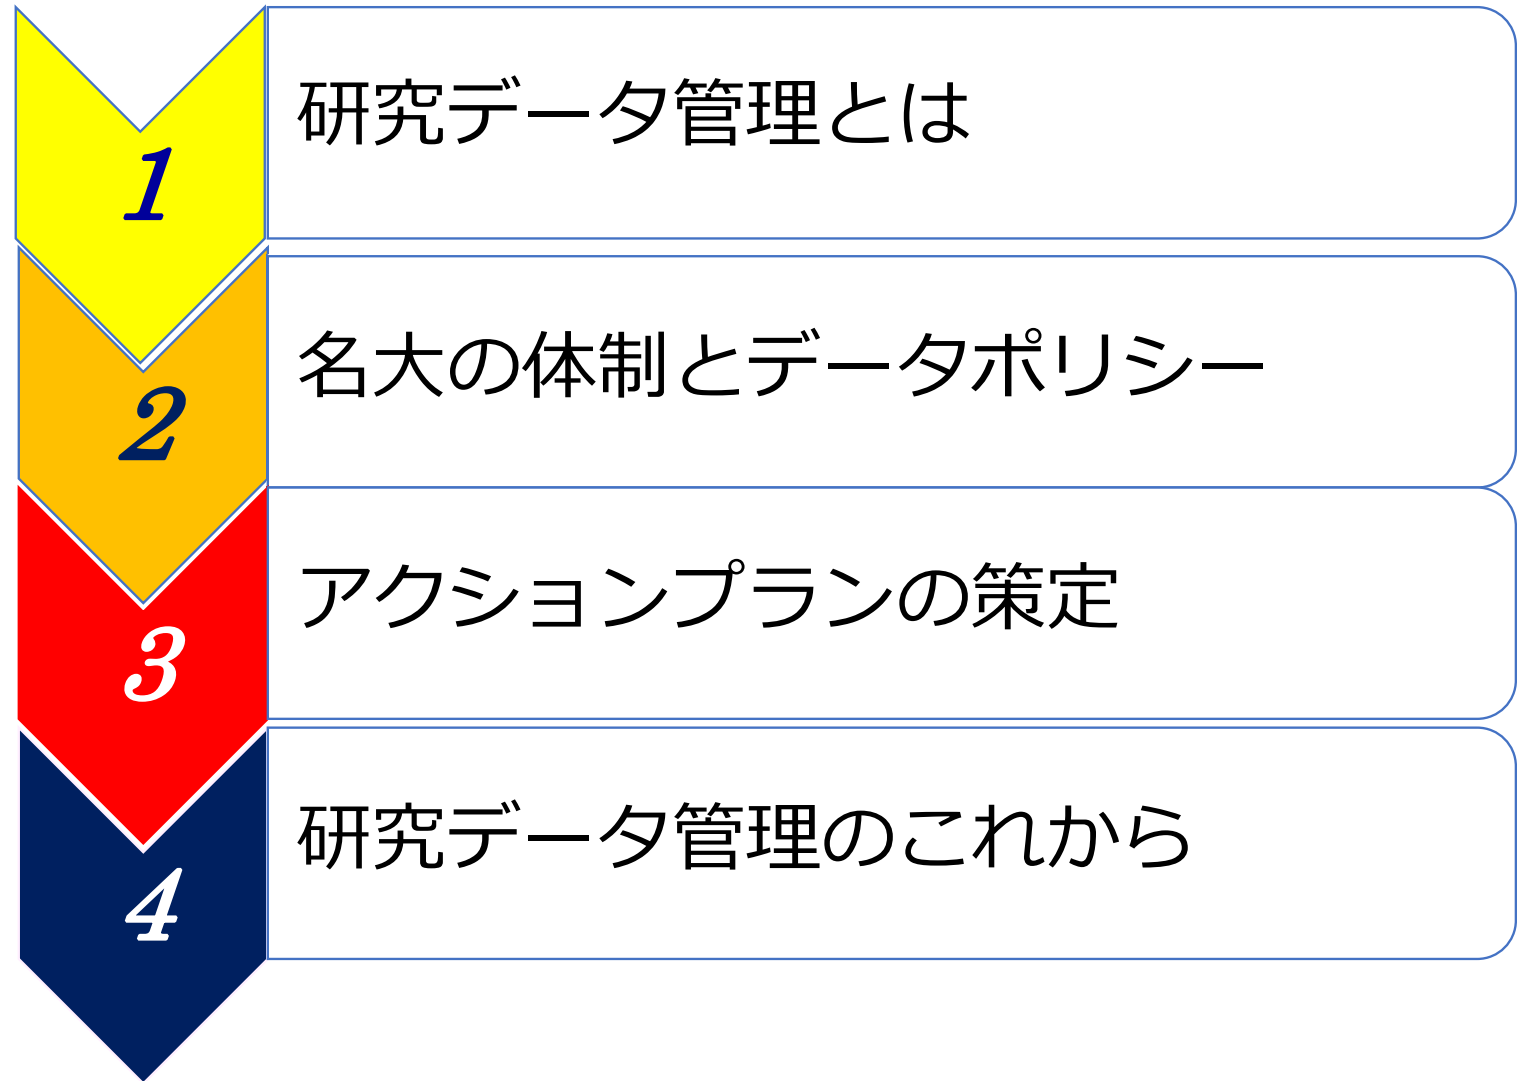 1
研究データ管理とは
2
名大の体制とデータポリシー
3
アクションプランの策定
4
研究データ管理のこれから